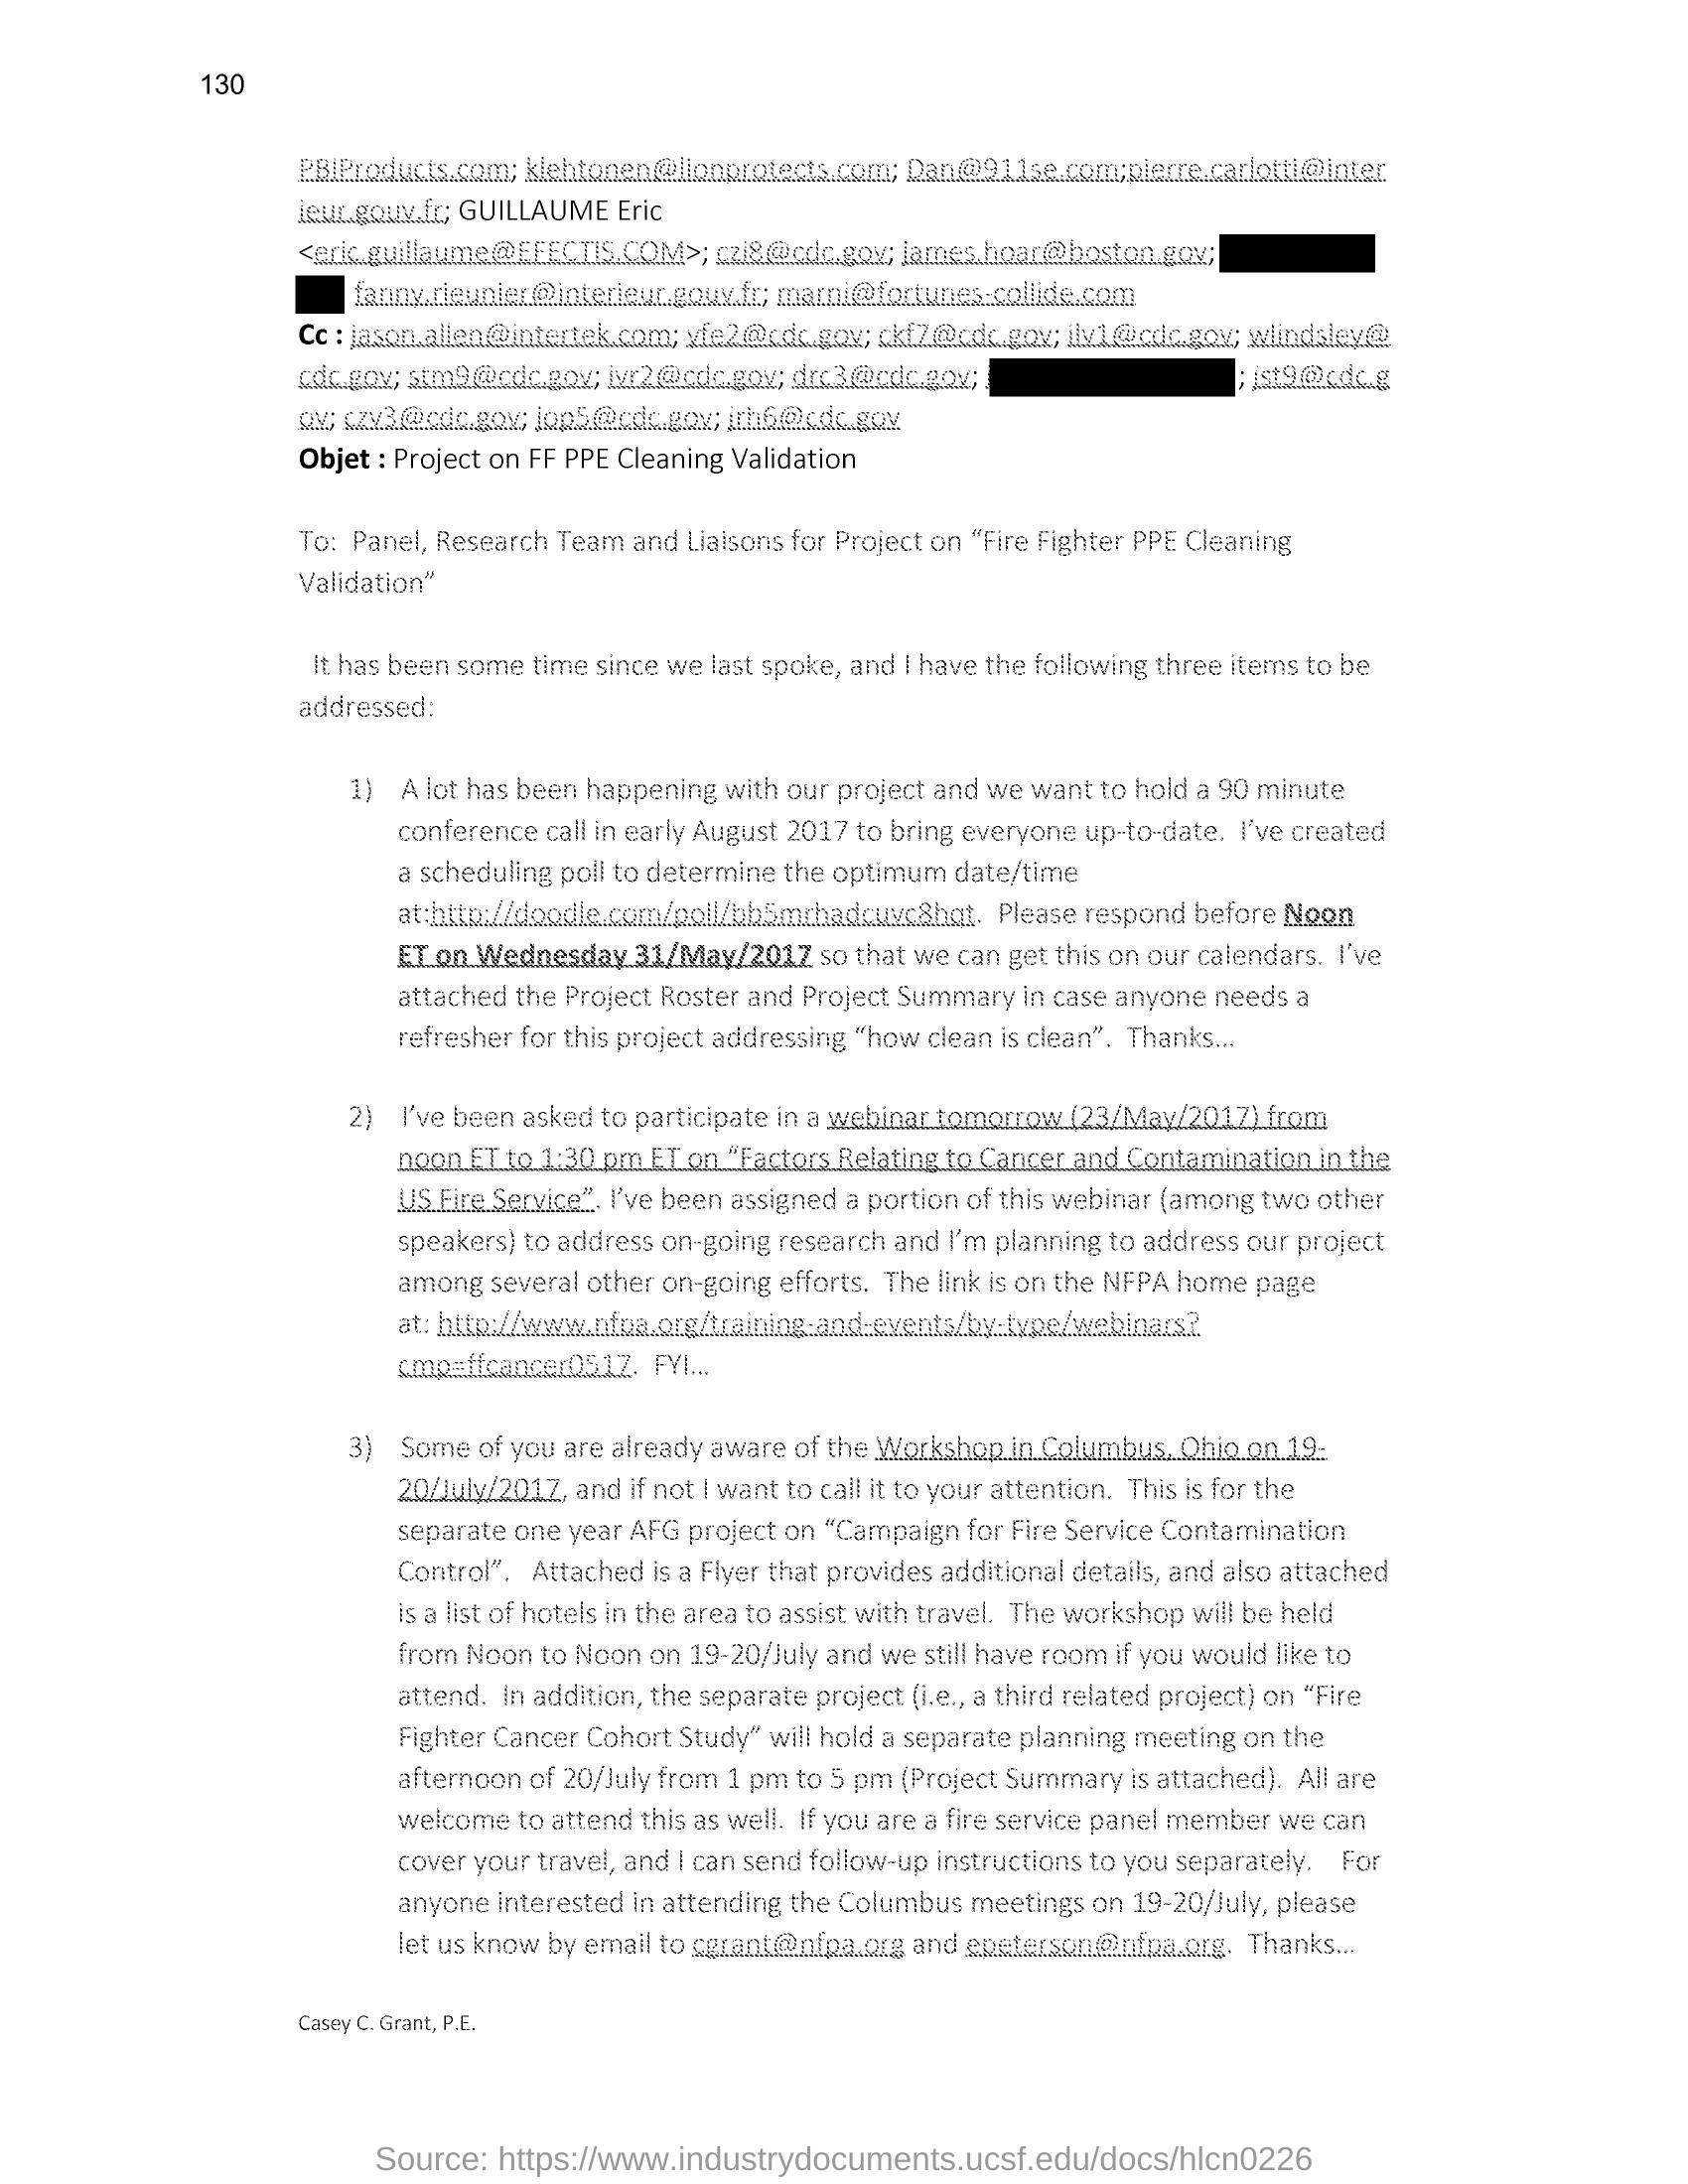 130
PBIProducts.com; klehtonen@lionprotects.com; Dan@911se.com;pierre.carlotti@inter
ieur.gouv.fr; GUILLAUME Eric
<eric.guillaume@EFECTIS.COM>; czi8@cdc.gov; james.hoar@boston.gov;
fanny.rieunier@interieur.gouv.fr; marni@fortunes-collide.com
Cc : jason.allen@intertek.com; yfe2@cdc.gov; ckf7@cdc.gov; ilv1@cdc.gov; wlindsley@
cdc.gov; stm9@cdc.gov; ivr2@cdc.gov; drc3@cdc.gov; ; jst9@cdc.g
ov; czv3@cdc.gov; jop5@cdc.gov; jrh6@cdc.gov
Objet : Project on FF PPE Cleaning Validation
To:  Panel, Research Team and Liaisons for Project on “Fire Fighter PPE Cleaning
Validation”
It has been some time since we last spoke, and I have the following three items to be
addressed:
1) A lot has been happening with our project and we want to hold a 90 minute
conference call in early August 2017 to bring everyone up-to-date.  I’ve created
a scheduling poll to determine the optimum date/time
at:http://doodle.com/poll/bb5mrhadcuvc8hqt.  Please respond before Noon
ET on Wednesday 31/May/2017 so that we can get this on our calendars.  I’ve
attached the Project Roster and Project Summary in case anyone needs a
refresher for this project addressing “how clean is clean”.  Thanks…
2) I’ve been asked to participate in a webinar tomorrow (23/May/2017) from
noon ET to 1:30 pm ET on “Factors Relating to Cancer and Contamination in the
US Fire Service”. I’ve been assigned a portion of this webinar (among two other
speakers) to address on-going research and I’m planning to address our project
among several other on-going efforts.  The link is on the NFPA home page
at: http://www.nfpa.org/training-and-events/by-type/webinars?
cmp=ffcancer0517.  FYI…
3) Some of you are already aware of the Workshop in Columbus, Ohio on 19-
20/July/2017, and if not I want to call it to your attention.  This is for the
separate one year AFG project on “Campaign for Fire Service Contamination
Control”.   Attached is a Flyer that provides additional details, and also attached
is a list of hotels in the area to assist with travel.  The workshop will be held
from Noon to Noon on 19-20/July and we still have room if you would like to
attend.  In addition, the separate project (i.e., a third related project) on “Fire
Fighter Cancer Cohort Study” will hold a separate planning meeting on the
afternoon of 20/July from 1 pm to 5 pm (Project Summary is attached).  All are
welcome to attend this as well.  If you are a fire service panel member we can
cover your travel, and I can send follow-up instructions to you separately.    For
anyone interested in attending the Columbus meetings on 19-20/July, please
let us know by email to cgrant@nfpa.org and epeterson@nfpa.org.  Thanks…
Casey C. Grant, P.E.
Source: https://www.industrydocuments.ucsf.edu/docs/hlcn0226